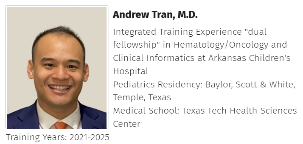 Andrew Tran, M.D.
Integrated Training Experience "dual
fellowship" in Hematology/Oncology and
Clinical Informatics at Arkansas Children's
Hospital
Pediatrics Residency: Baylor, Scott & White,
Temple, Texas
Medical School: Texas Tech Health Sciences
Center
Training Years: 2021-2025